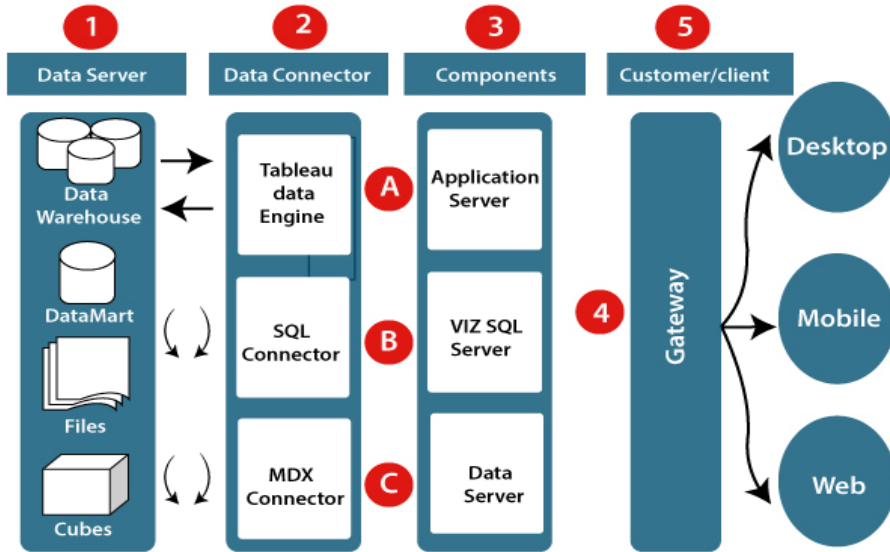 1
2
3
5
Data Server
Data Connector
Components
Customer/client
Data
Warehouse
DataMart
Files
Cubes
Tableau
data
Engine
SQL
Connector
MDX
Connector
A
B
C
Application
Server
VIZ SQL
Server
Data
Server
4
Gateway
Desktop
Mobile
Web